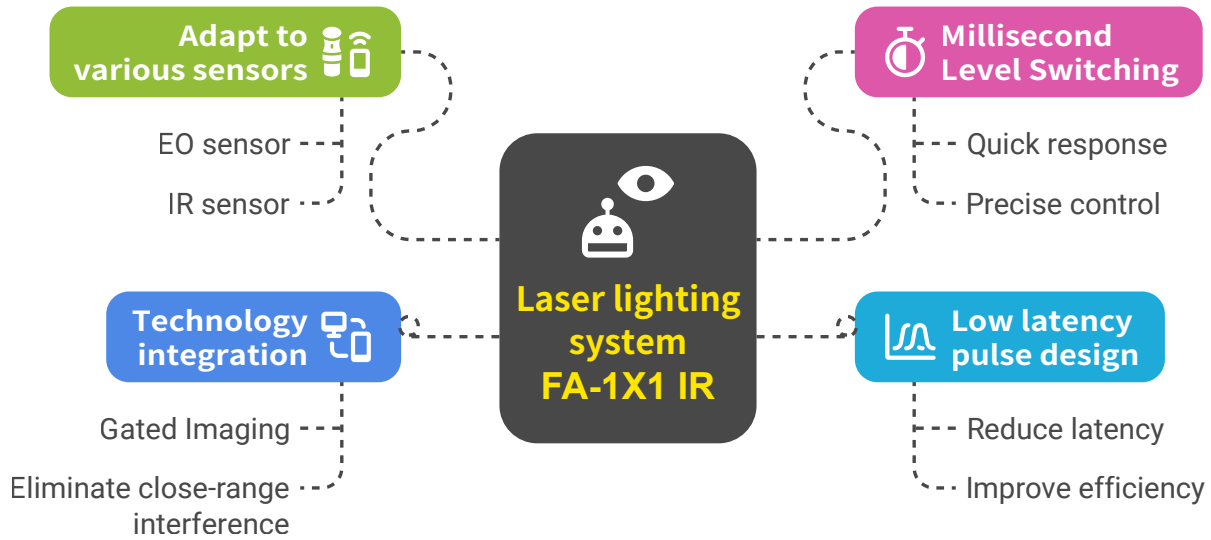 Adapt to
various sensors
EO sensor
IR sensor
Millisecond
Level Switching
Quick response
Precise control
Laser lighting
system
FA-1X1 IR
Technology
integration
Gated Imaging
Eliminate close-range
interference
Low latency
pulse design
Reduce latency
Improve efficiency